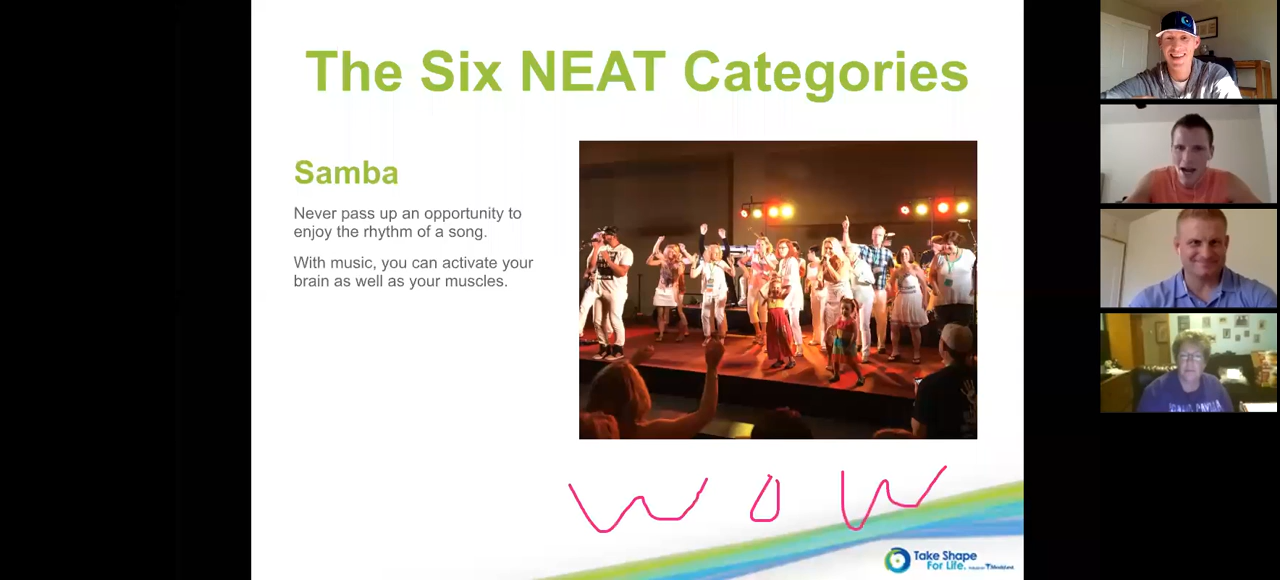 The Six NEAT Categories
Samba
Never pass up an opportunity to
enjoy the rhythm of a song.
With music, you can activate your
brain as well as your muscles.
WOW
Take Shape
For Life.